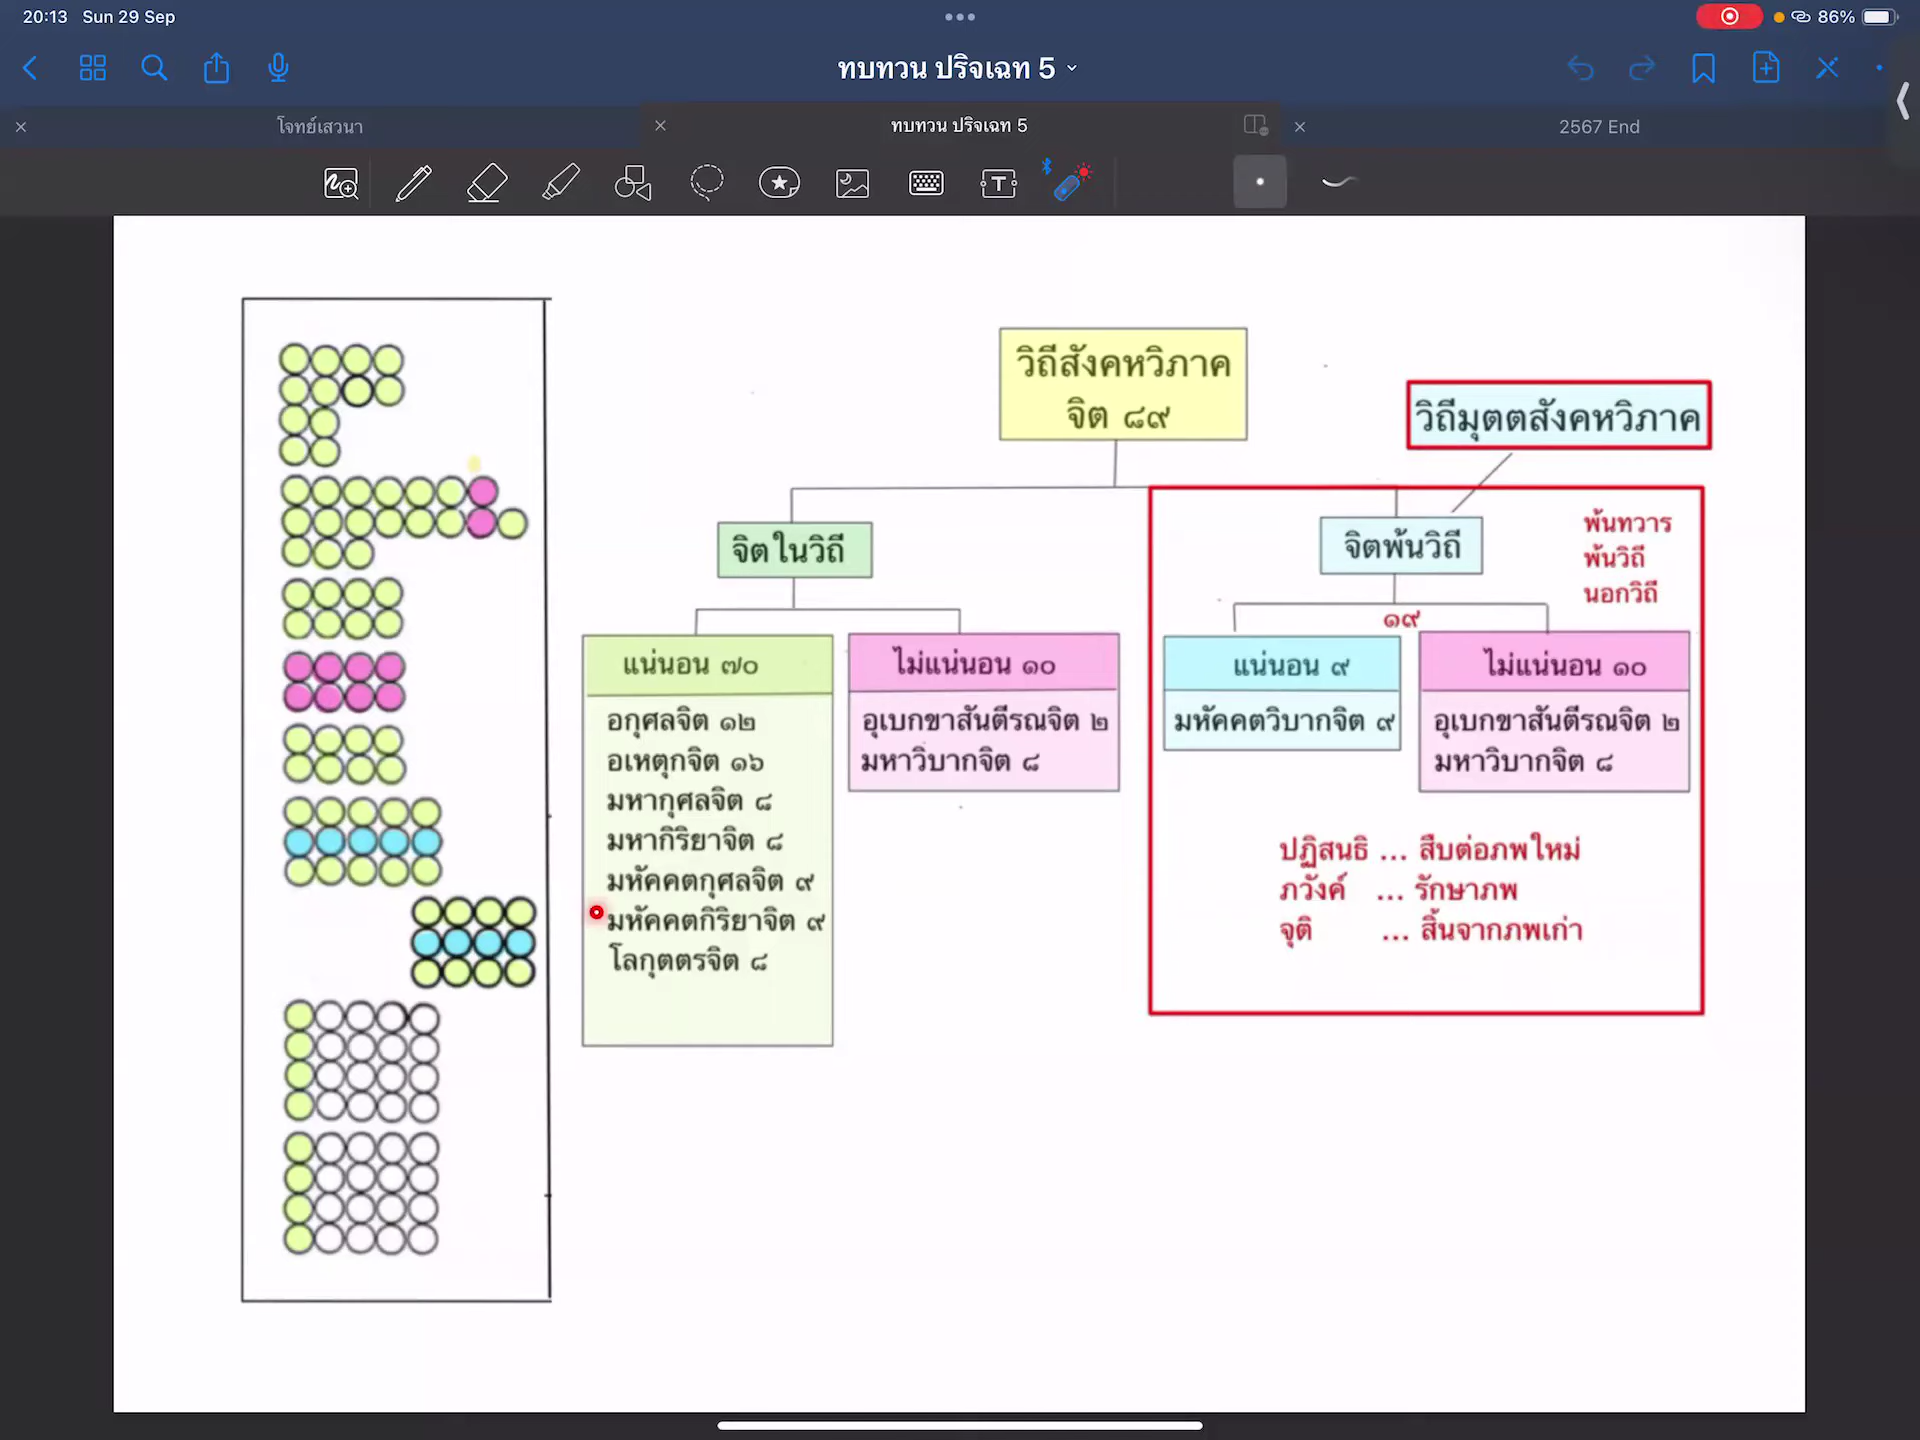 20:13 Sun 29 Sep
86%
ทบทวน ปริจเฉท 5
โจทย์เสวนา
ทบทวน ปริจเฉท 5
2567 End
วิถีสังคหวิภาค
จิต ๘๙
วิถีมุตตสังคหวิภาค
จิตในวิถี
จิตพ้นวิถี
พ้นทวาร
พ้นวิถี
นอกวิถี
๑๙
แน่นอน ๗๐
อกุศลจิต ๑๒
อเหตุกจิต ๑๖
มหากุศลจิต ๘
มหากิริยาจิต ๘
มหัคคตกุศลจิต ๙
มหัคคตกิริยาจิต ๙
โลกุตตรจิต ๘
ไม่แน่นอน ๑๐
อุเบกขาสันตีรณจิต ๒
มหาวิบากจิต ๘
แน่นอน ๙
มหัคคตวิบากจิต ๙
ไม่แน่นอน ๑๐
อุเบกขาสันตีรณจิต ๒
มหาวิบากจิต ๘
ปฏิสนธิ ... สืบต่อภพใหม่
ภวังค์ ... รักษาภพ
จุติ ... สิ้นจากภพเก่า